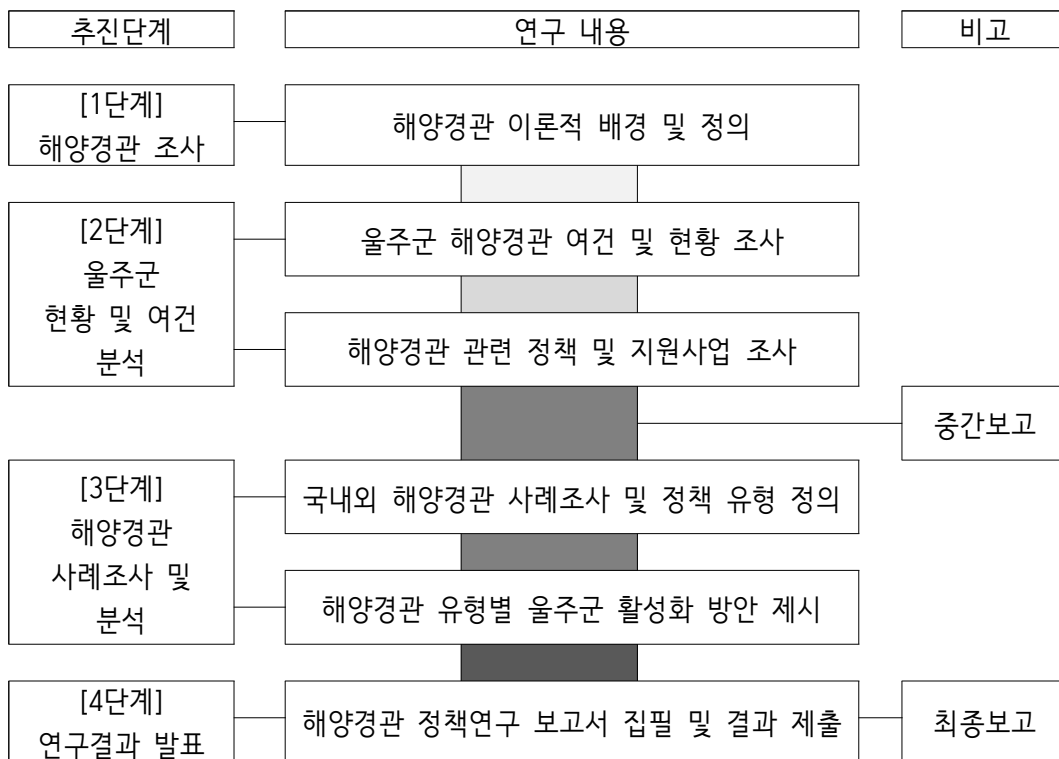 추진단계
연구 내용
비고
[1단계]
해양경관 조사
해양경관 이론적 배경 및 정의
[2단계]
울주군
현황 및 여건
분석
울주군 해양경관 여건 및 현황 조사
해양경관 관련 정책 및 지원사업 조사
중간보고
[3단계]
해양경관
사례조사 및
분석
국내외 해양경관 사례조사 및 정책 유형 정의
해양경관 유형별 울주군 활성화 방안 제시
[4단계]
연구결과 발표
해양경관 정책연구 보고서 집필 및 결과 제출
최종보고